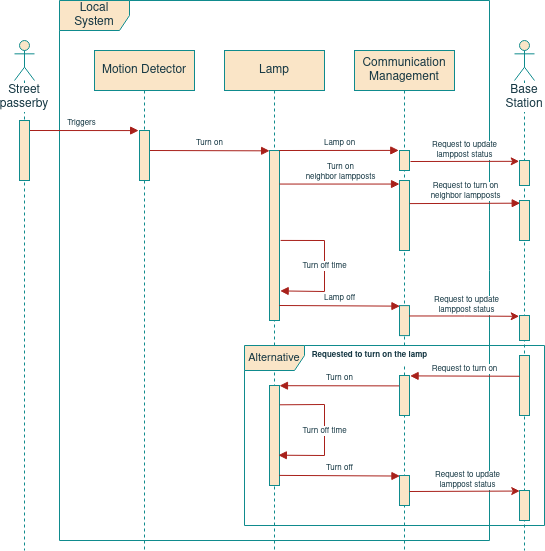 Local
System
Street
passerby
Motion Detector
Lamp
Communication
Management
Base
Station
Triggers
Turn on
Lamp on
Request to update
lamppost status
Turn on
neighbor lampposts
Request to turn on
neighbor lampposts
Turn off time
Lamp off
Request to update
lamppost status
Alternative
Requested to turn on the lamp
Request to turn on
Turn on
Turn off time
Turn off
Request to update
lamppost status